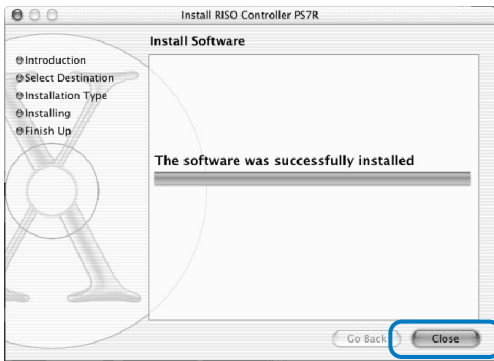 Install RISO Controller PS7R
Install Software
Introduction
Select Destination
Installation Type
Installing
Finish Up
The software was successfully installed
Go Back
Close